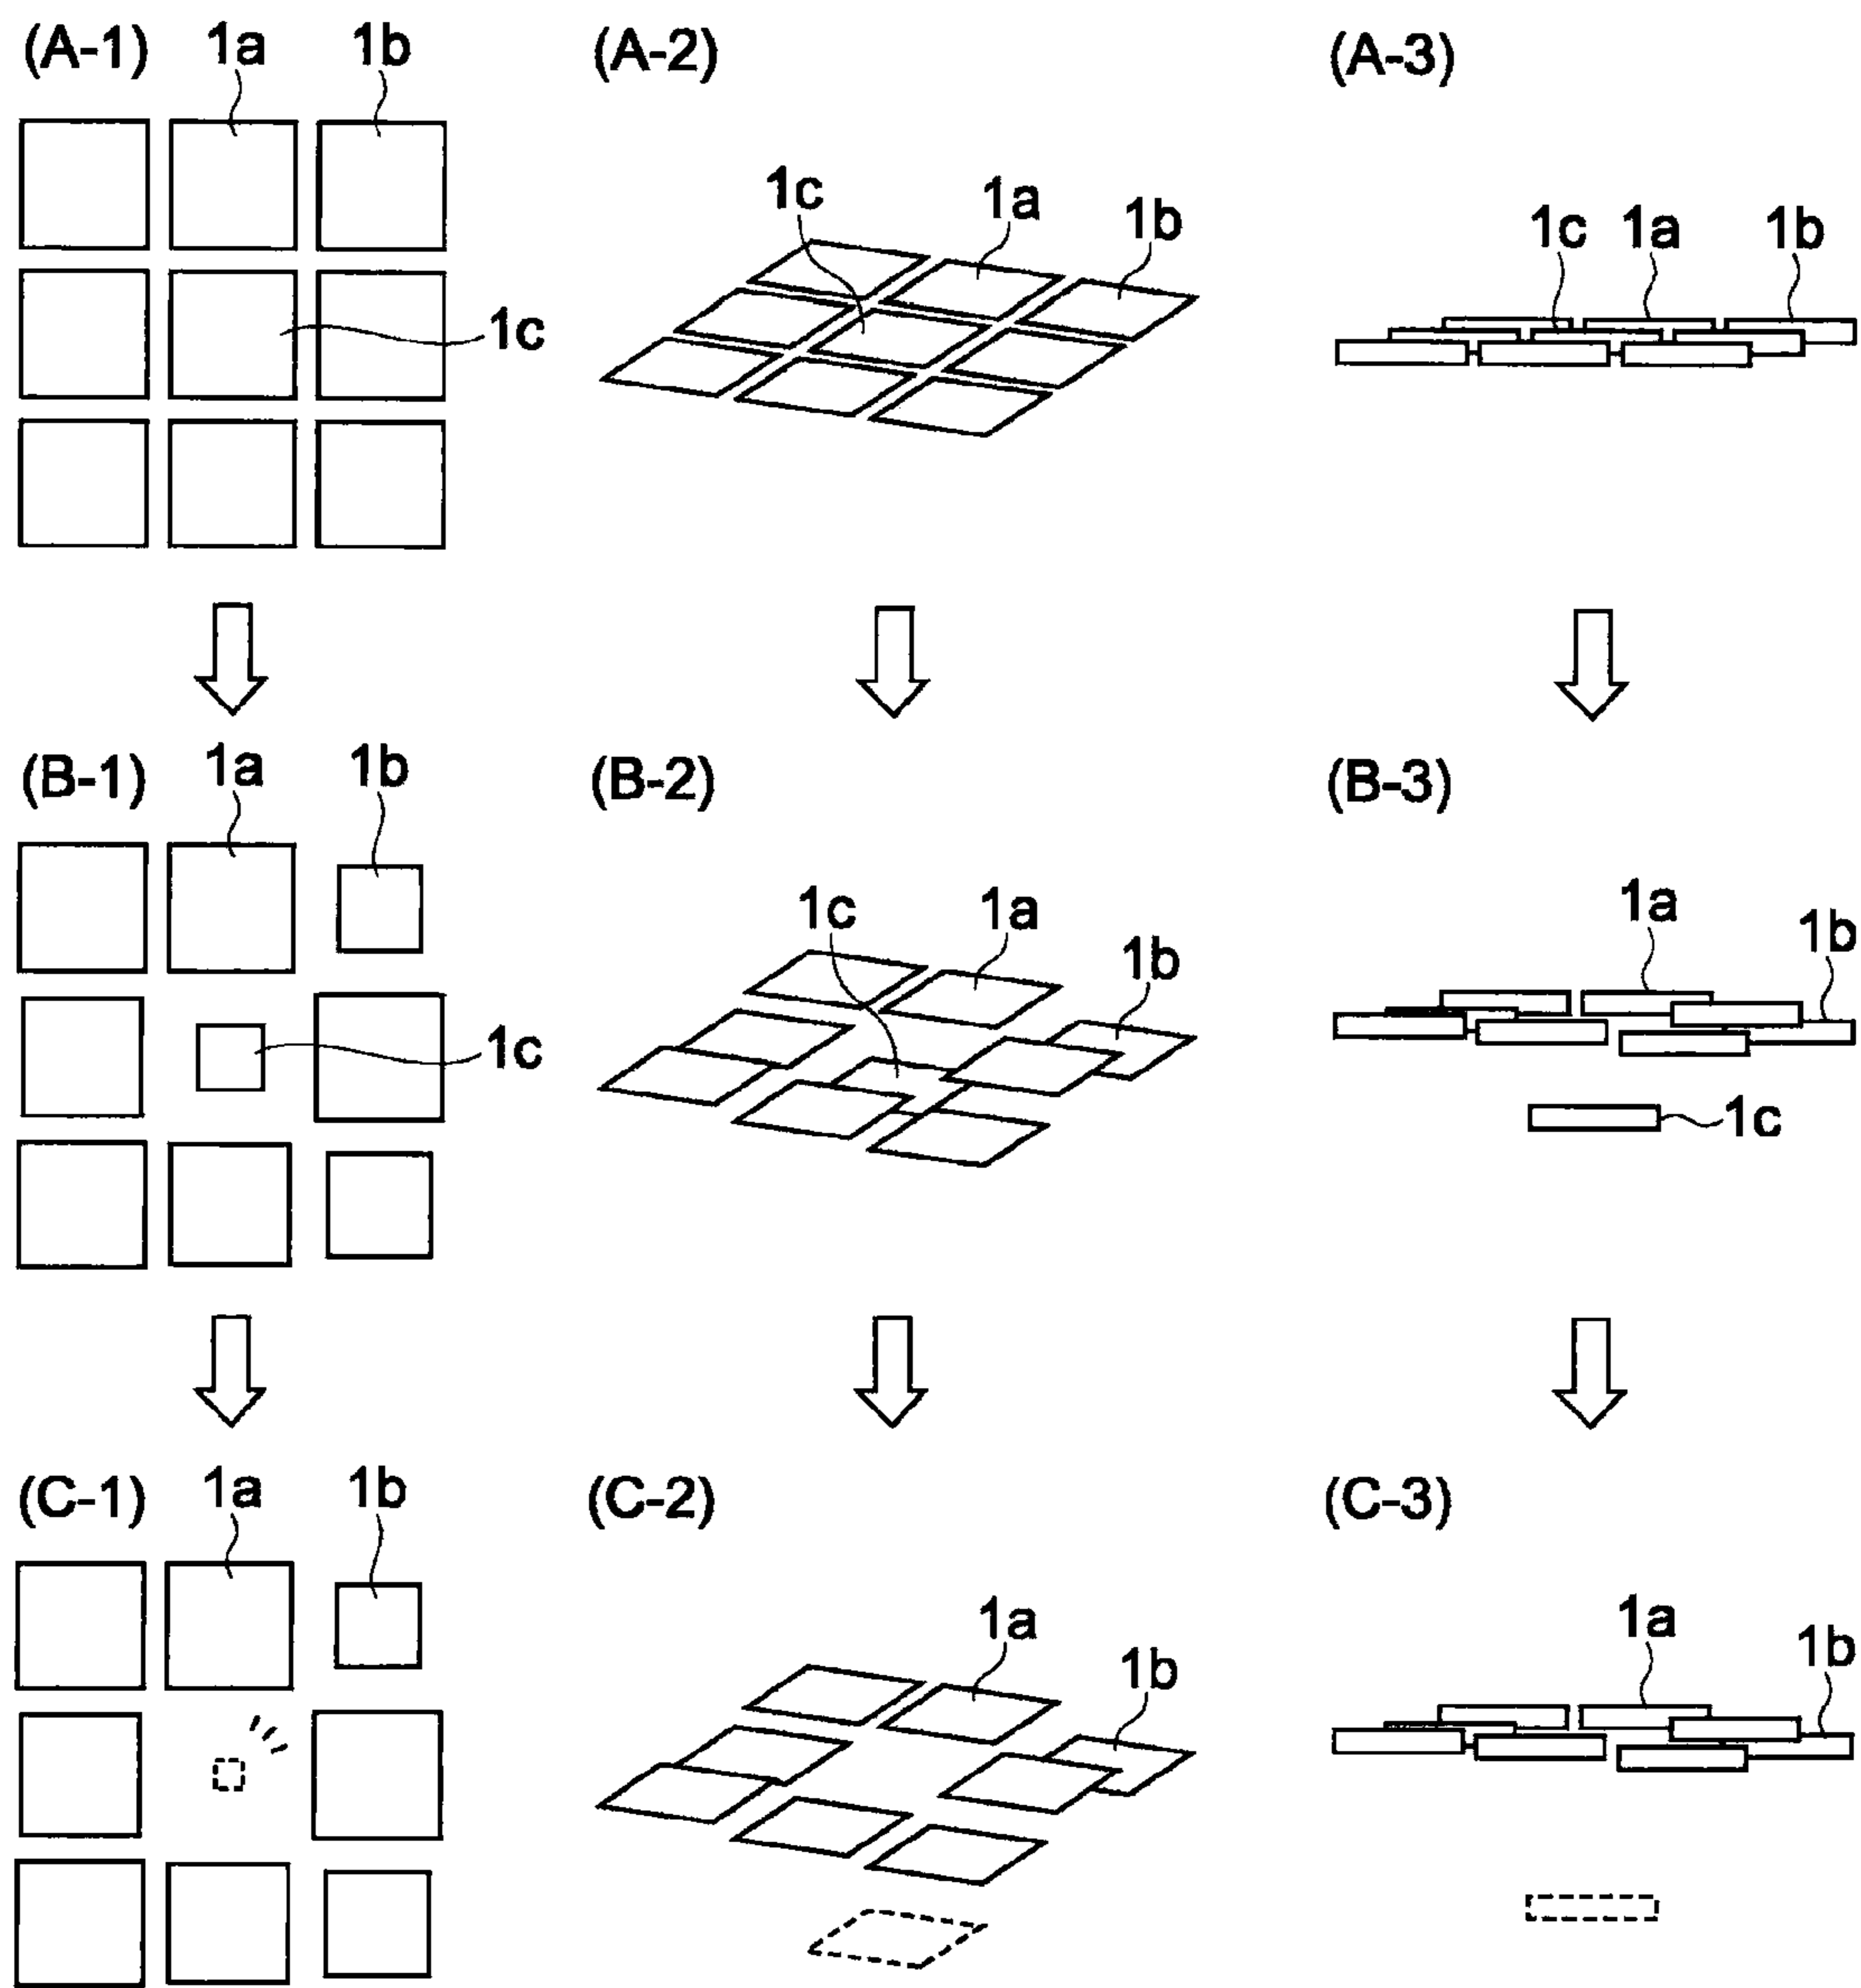 (A-1) 1a 1b
1c
(A-2)
1c 1a 1b
(A-3)
1c 1a 1b
(B-1) 1a 1b
1c
(B-2)
1c 1a 1b
(B-3)
1a 1b
1c
(C-1) 1a 1b
(C-2)
1a 1b
(C-3)
1a 1b